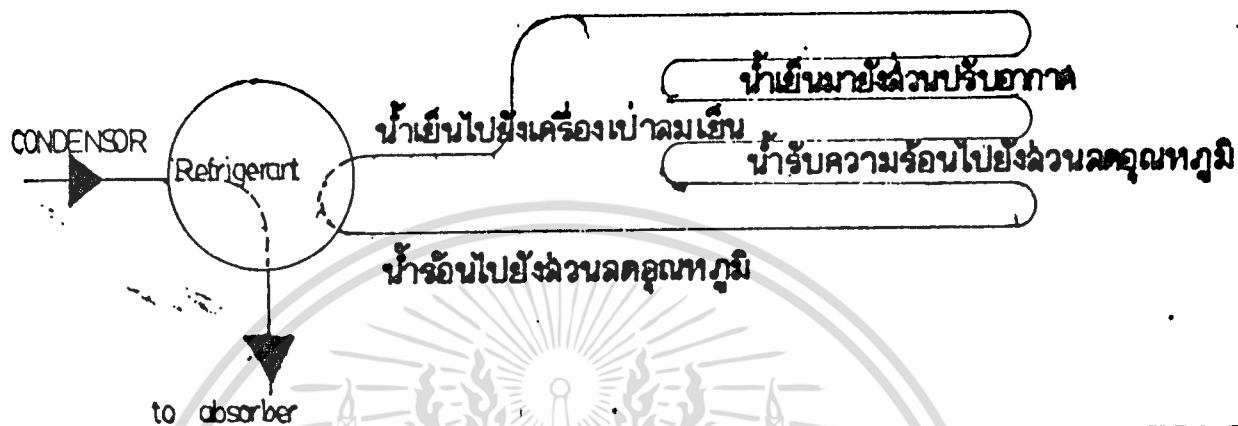 น้ำเย็นมายังส่วนปรับอากาศ
น้ำเย็นไปยังเครื่องเป่าลมเย็น
CONDENSOR
น้ำรับความร้อนไปยังส่วนลดอุณหภูมิ
Refrigerant
น้ำร้อนไปยังส่วนลดอุณหภูมิ
to absorber